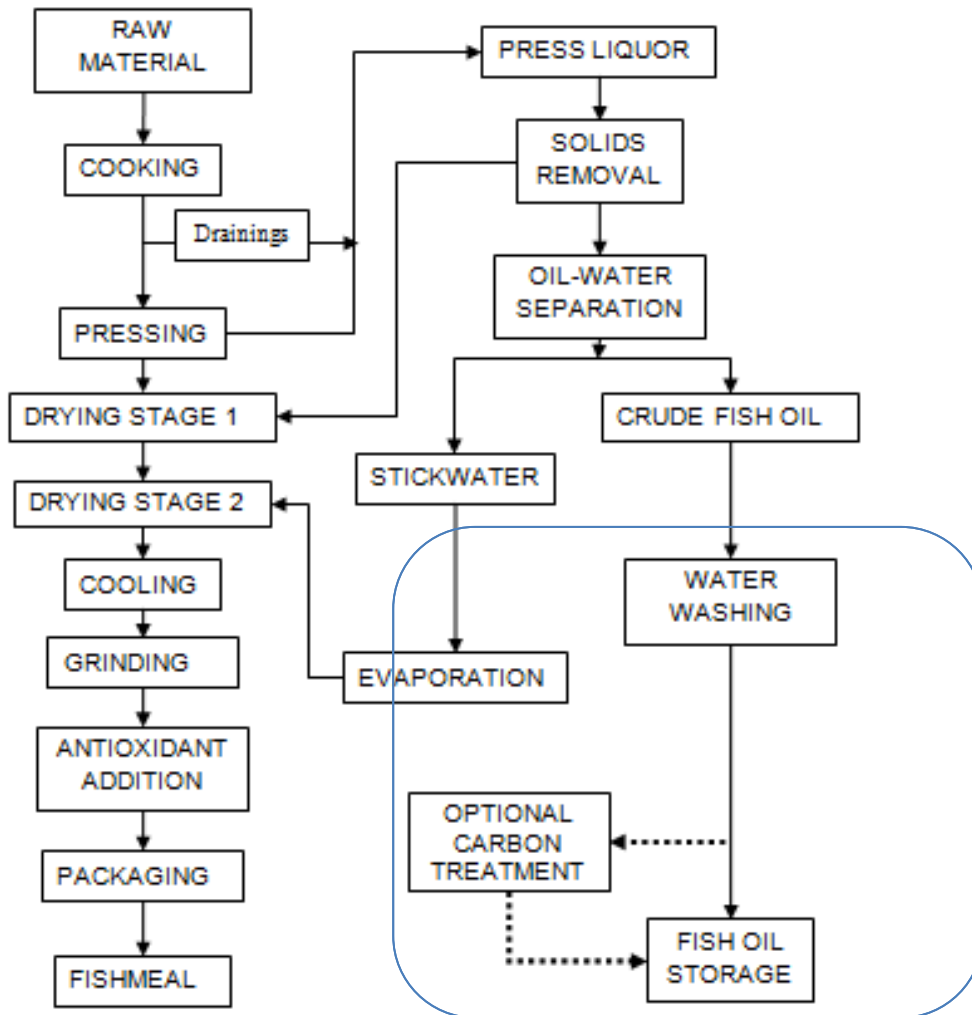 RAW
MATERIAL
COOKING
Drainings
PRESSING
DRYING STAGE 1
DRYING STAGE 2
COOLING
GRINDING
ANTIOXIDANT
ADDITION
PACKAGING
FISHMEAL
PRESS LIQUOR
SOLIDS
REMOVAL
OIL-WATER
SEPARATION
STICKWATER
EVAPORATION
CRUDE FISH OIL
WATER
WASHING
OPTIONAL
CARBON
TREATMENT
FISH OIL
STORAGE